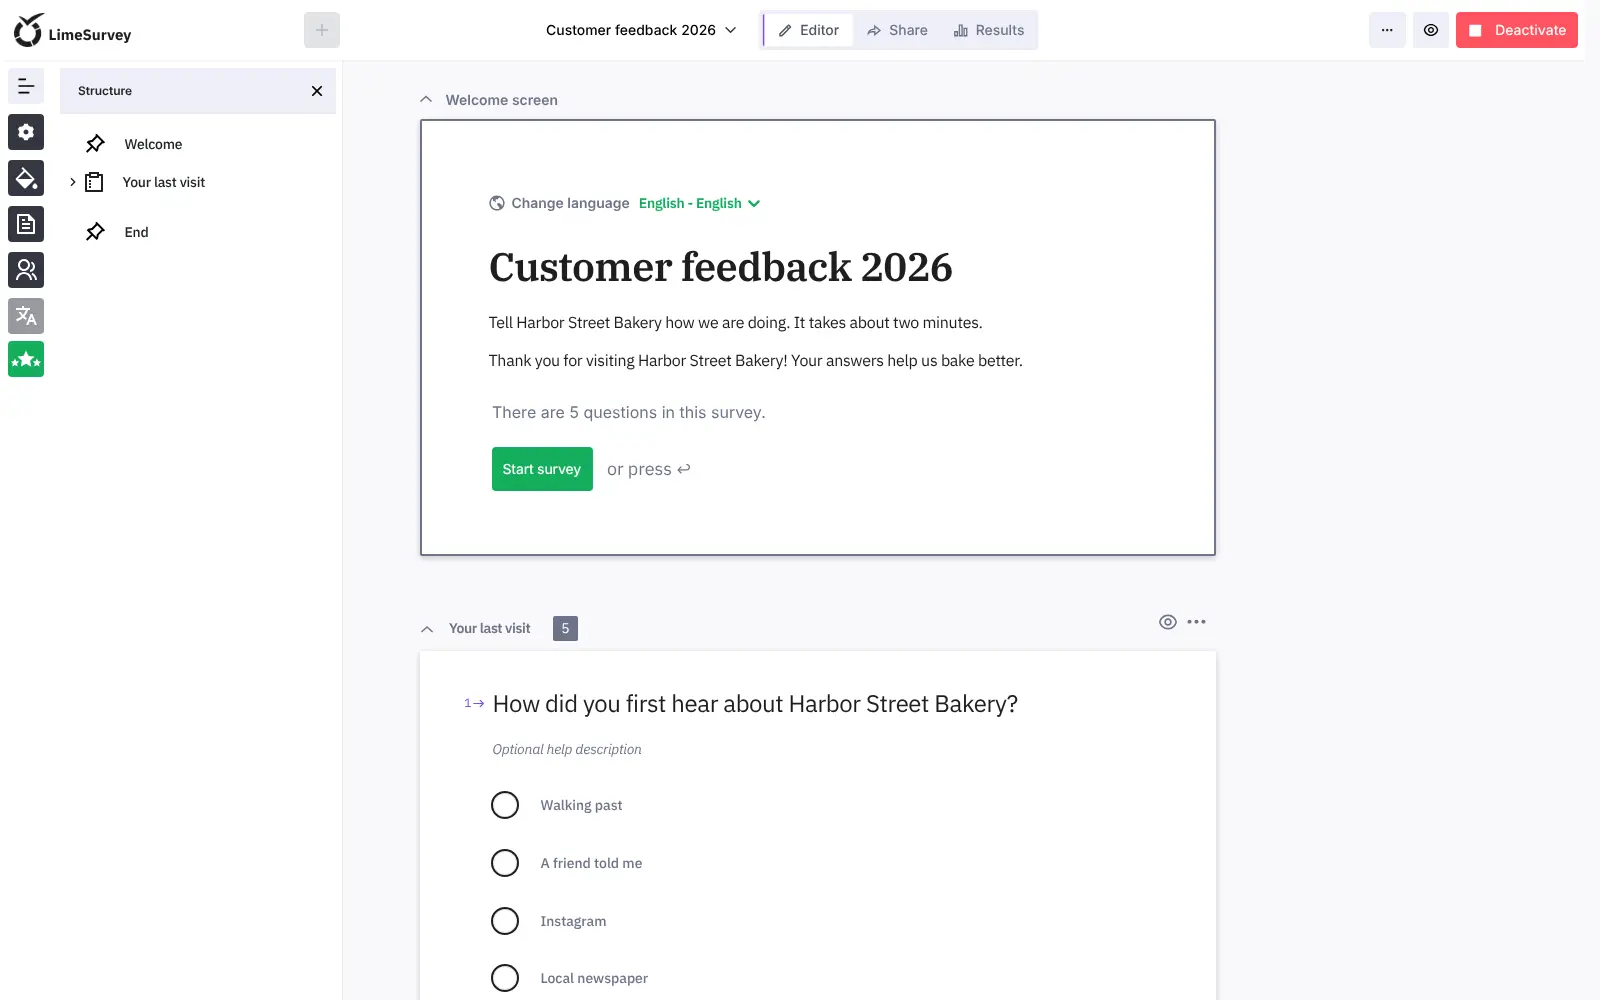 LimeSurvey
Customer feedback 2026
Editor
Share
Results
Deactivate
Structure
Welcome
Your last visit
End
Welcome screen
Change language English - English
Customer feedback 2026
Tell Harbor Street Bakery how we are doing. It takes about two minutes.
Thank you for visiting Harbor Street Bakery! Your answers help us bake better.
There are 5 questions in this survey.
Start survey or press ↩
Your last visit 5
1→ How did you first hear about Harbor Street Bakery?
Optional help description
Walking past
A friend told me
Instagram
Local newspaper